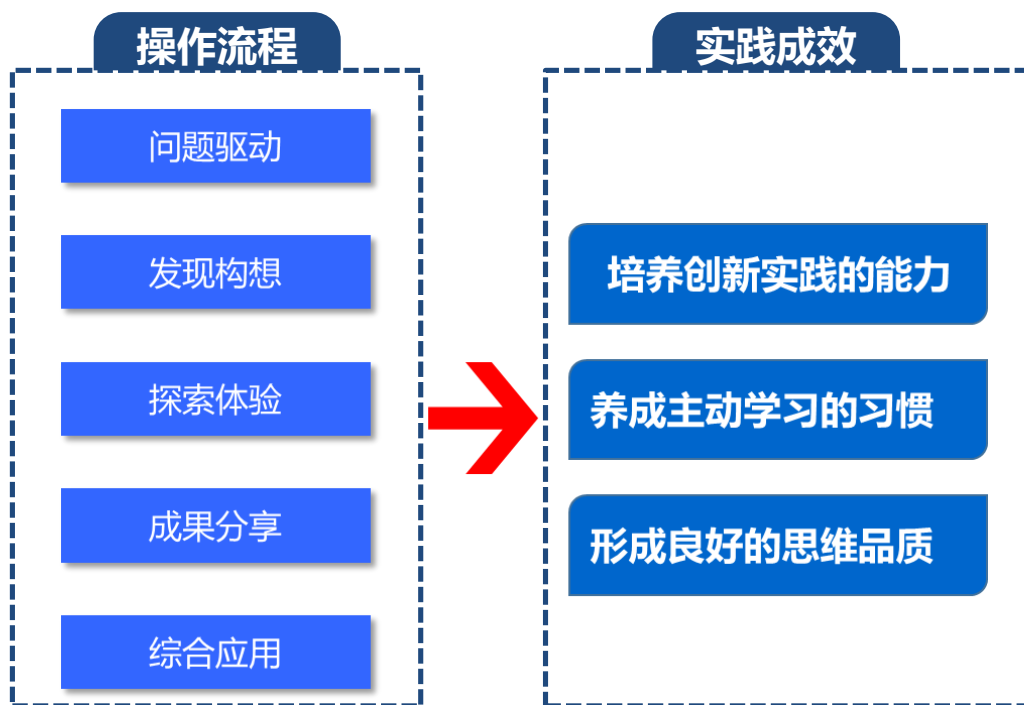 操作流程
问题驱动
发现构想
探索体验
成果分享
综合应用
实践成效
培养创新实践的能力
养成主动学习的习惯
形成良好的思维品质